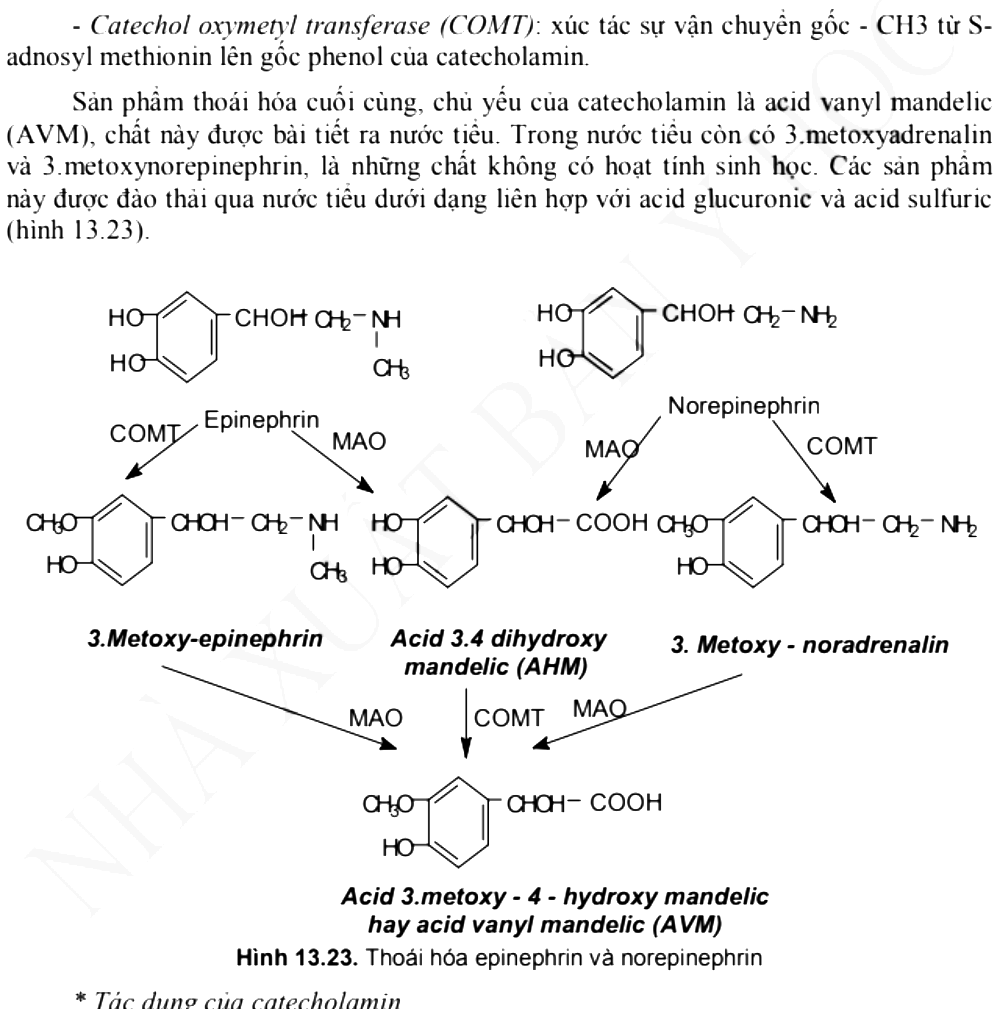 - Catechol oxymetyl transferase (COMT): xúc tác sự vận chuyển gốc - CH3 từ S-
adnosyl methionin lên gốc phenol của catecholamin.
Sản phẩm thoái hóa cuối cùng, chủ yếu của catecholamin là acid vanyl mandelic
(AVM), chất này được bài tiết ra nước tiểu. Trong nước tiểu còn có 3.metoxyadrenalin
và 3.metoxynorepinephrin, là những chất không có hoạt tính sinh học. Các sản phẩm
này được đào thải qua nước tiểu dưới dạng liên hợp với acid glucuronic và acid sulfuric
(hình 13.23).
HO CHOH CH2 - NH HO CHOH CH2 - NH2
HO CH3 HO
Epinephrin Norepinephrin
COMT MAO MAO COMT
CH3O CHOH - CH2 - NH HO CHOH - COOH CH3O CHOH - CH2 - NH2
HO CH3 HO HO
3.Metoxy-epinephrin Acid 3.4 dihydroxy 3. Metoxy - noradrenalin
mandelic (AHM)
MAO COMT MAO
CH3O CHOH - COOH
HO
Acid 3.metoxy - 4 - hydroxy mandelic
hay acid vanyl mandelic (AVM)
Hình 13.23. Thoái hóa epinephrin và norepinephrin
* Tác dụng của catecholamin
NHÀ XUẤT BẢN Y HỌC